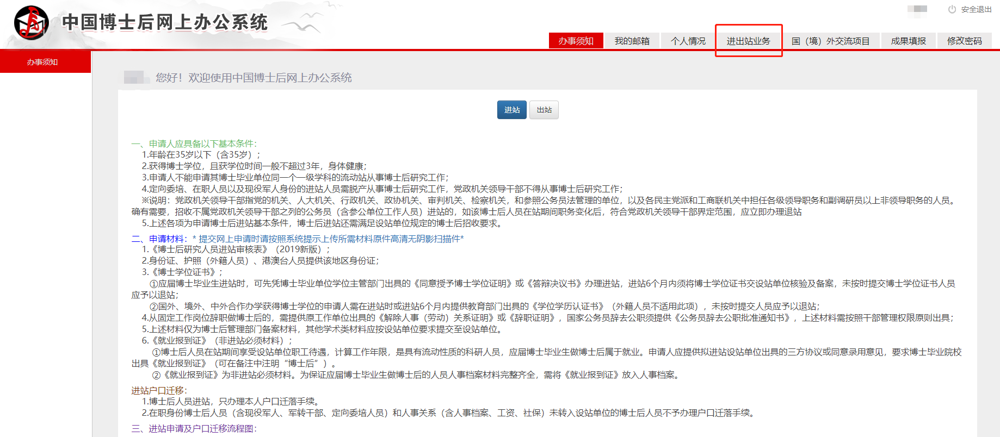 中国博士后网上办公系统
安全退出
办事须知 我的邮箱 个人情况 进出站业务 国（境）外交流项目 成果填报 修改密码
办事须知
您好！欢迎使用中国博士后网上办公系统
进站 出站
一、申请人应具备以下基本条件：
1.年龄在35岁以下（含35岁）；
2.获得博士学位，且获学位时间一般不超过3年，身体健康；
3.申请人不能申请其博士毕业单位同一个一级学科的流动站从事博士后研究工作；
4.定向委培、在职人员以及现役军人身份的进站人员需脱产从事博士后研究工作，党政机关领导干部不得从事博士后研究工作；
※说明：党政机关领导干部指党的机关、人大机关、行政机关、政协机关、审判机关、检察机关，和参照公务员法管理的单位，以及各民主党派和工商联机关中担任各级领导职务和副调研员以上非领导职务的人员。
确有需要，招收不属党政机关领导干部之列的公务员（含参公单位工作人员）进站的，如该博士后人员在站期间职务变化后，符合党政机关领导干部界定范围，应立即办理退站
5.上述各项为申请博士后进站基本条件，博士后进站还需满足设站单位规定的博士后招收要求。
二、申请材料：* 提交网上申请时请按照系统提示上传所需材料原件高清无阴影扫描件*
1.《博士后研究人员进站审核表》（2019新版）；
2.身份证、护照（外籍人员）、港澳台人员提供该地区身份证；
3.《博士学位证书》；
①应届博士毕业生进站时，可先凭博士毕业单位学位主管部门出具的《同意授予博士学位证明》或《答辩决议书》办理进站，进站6个月内须将博士学位证书交设站单位核验及备案，未按时提交博士学位证书人员
应予以退站；
②国外、境外、中外合作办学获得博士学位的申请人需在进站时或进站6个月内提供教育部门出具的《学位学历认证书》（外籍人员不适用此项），未按时提交人员应予以退站；
4.从固定工作岗位辞职做博士后的，需提供原工作单位出具的《解除人事（劳动）关系证明》或《辞职证明》，国家公务员辞去公职须提供《公务员辞去公职批准通知书》，上述材料需按照干部管理权限原则出具；
5.上述材料仅为博士后管理部门备案材料，其他学术类材料应按设站单位要求提交至设站单位。
6.《就业报到证》（非进站必须材料）；
①博士后人员在站期间享受设站单位职工待遇，计算工作年限，是具有流动性质的科研人员，应届博士毕业生做博士后属于就业。申请人应提供拟进站设站单位出具的三方协议或同意录用意见，要求博士毕业院校
出具《就业报到证》（可在备注中注明“博士后”）。
②《就业报到证》为非进站必须材料。为保证应届博士毕业生做博士后的人员人事档案材料完整齐全，需将《就业报到证》放入人事档案。
进站户口迁移：
1.博士后人员进站，只办理本人户口迁落手续。
2.在职身份博士后人员（含现役军人、军转干部、定向委培人员）和人事关系（含人事档案、工资、社保）未转入设站单位的博士后人员不予办理户口迁落手续。
三、进站申请及户口迁移流程图：